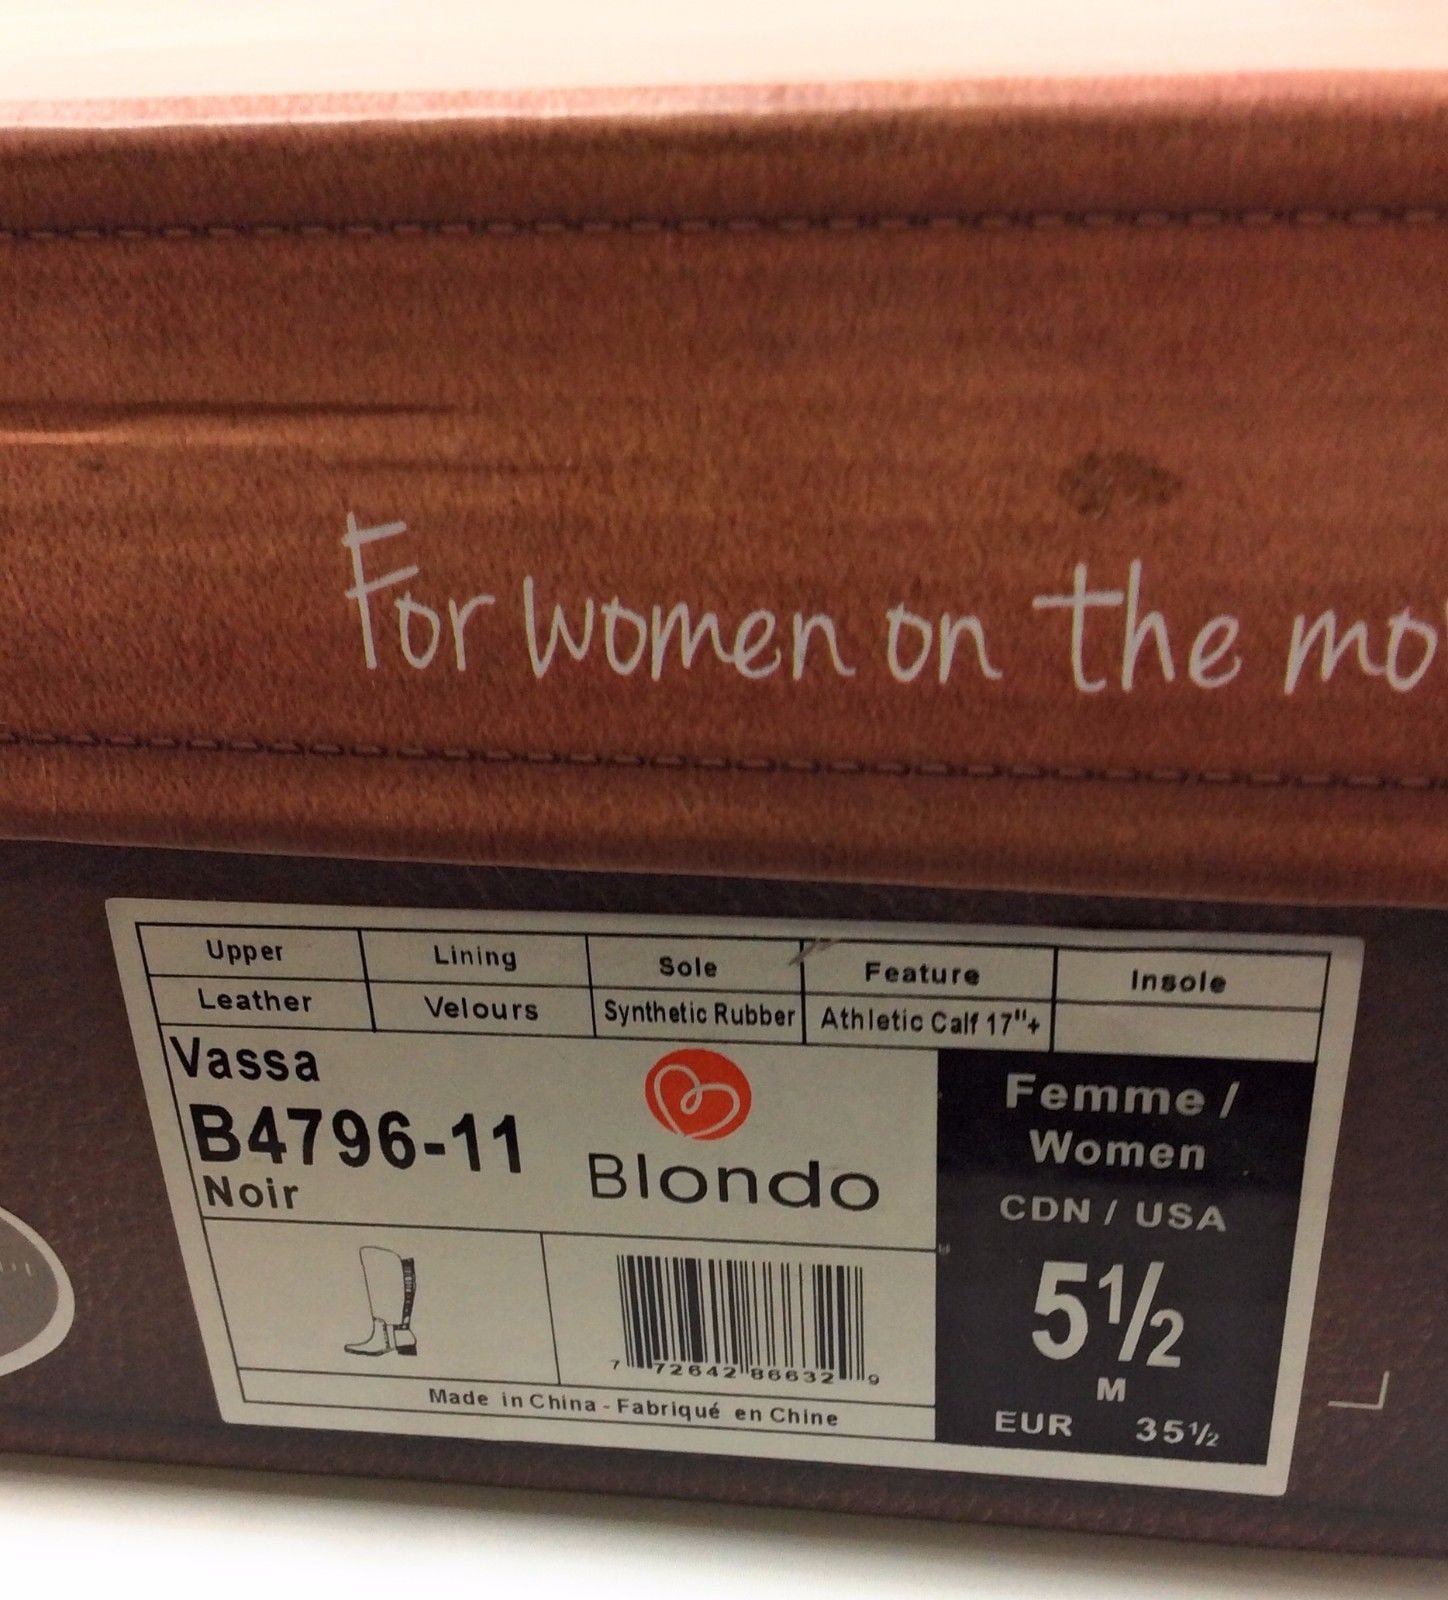 For women on the mo
Upper Lining Sole Feature Insole
Leather Velours Synthetic Rubber Athletic Calf 17"+
Vassa
B4796-11
Noir
Blondo
Femme /
Women
CDN / USA
5½
M
EUR 35½
7 72642 86632 9
Made in China - Fabriqué en Chine